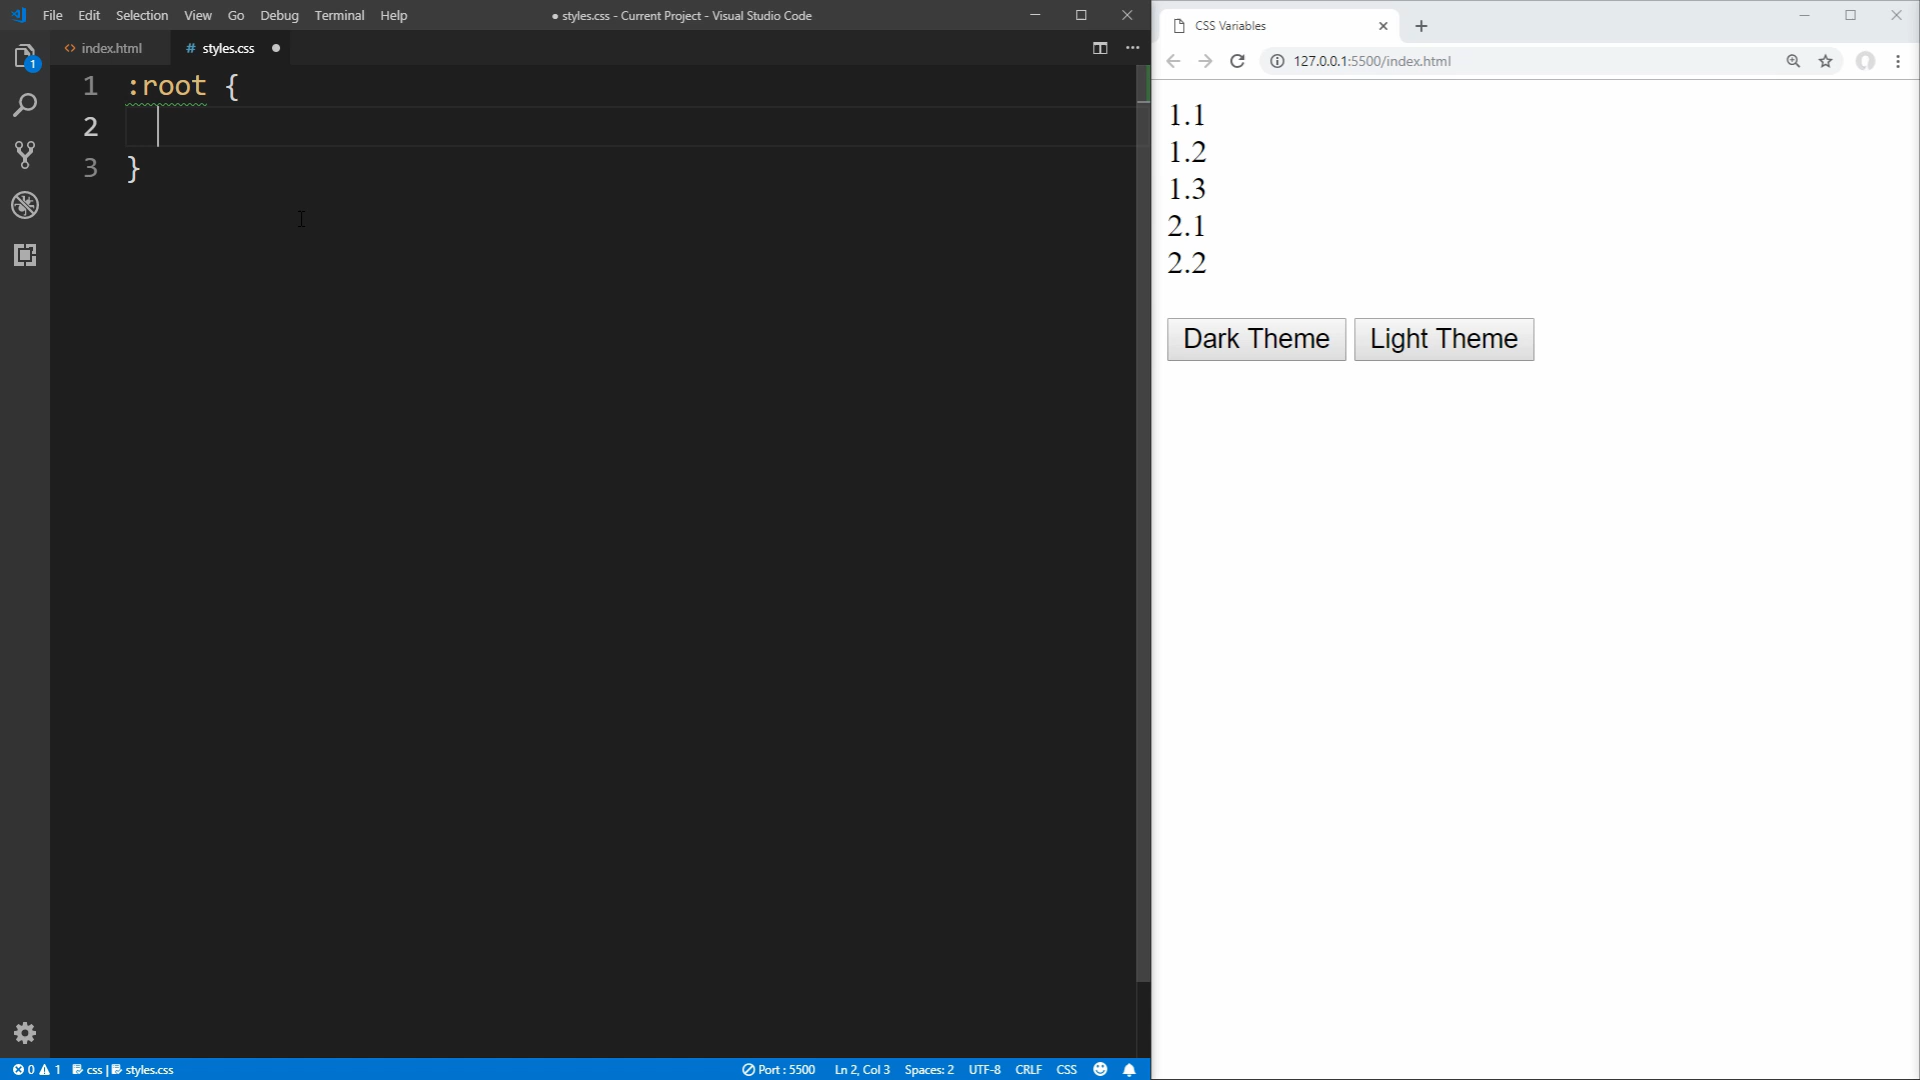 File Edit Selection View Go Debug Terminal Help
● styles.css - Current Project - Visual Studio Code
index.html
# styles.css
1
1 :root {
2
3 }
0 1 css | styles.css
Port : 5500 Ln 2, Col 3 Spaces: 2 UTF-8 CRLF CSS
CSS Variables
127.0.0.1:5500/index.html
1.1
1.2
1.3
2.1
2.2
Dark Theme Light Theme